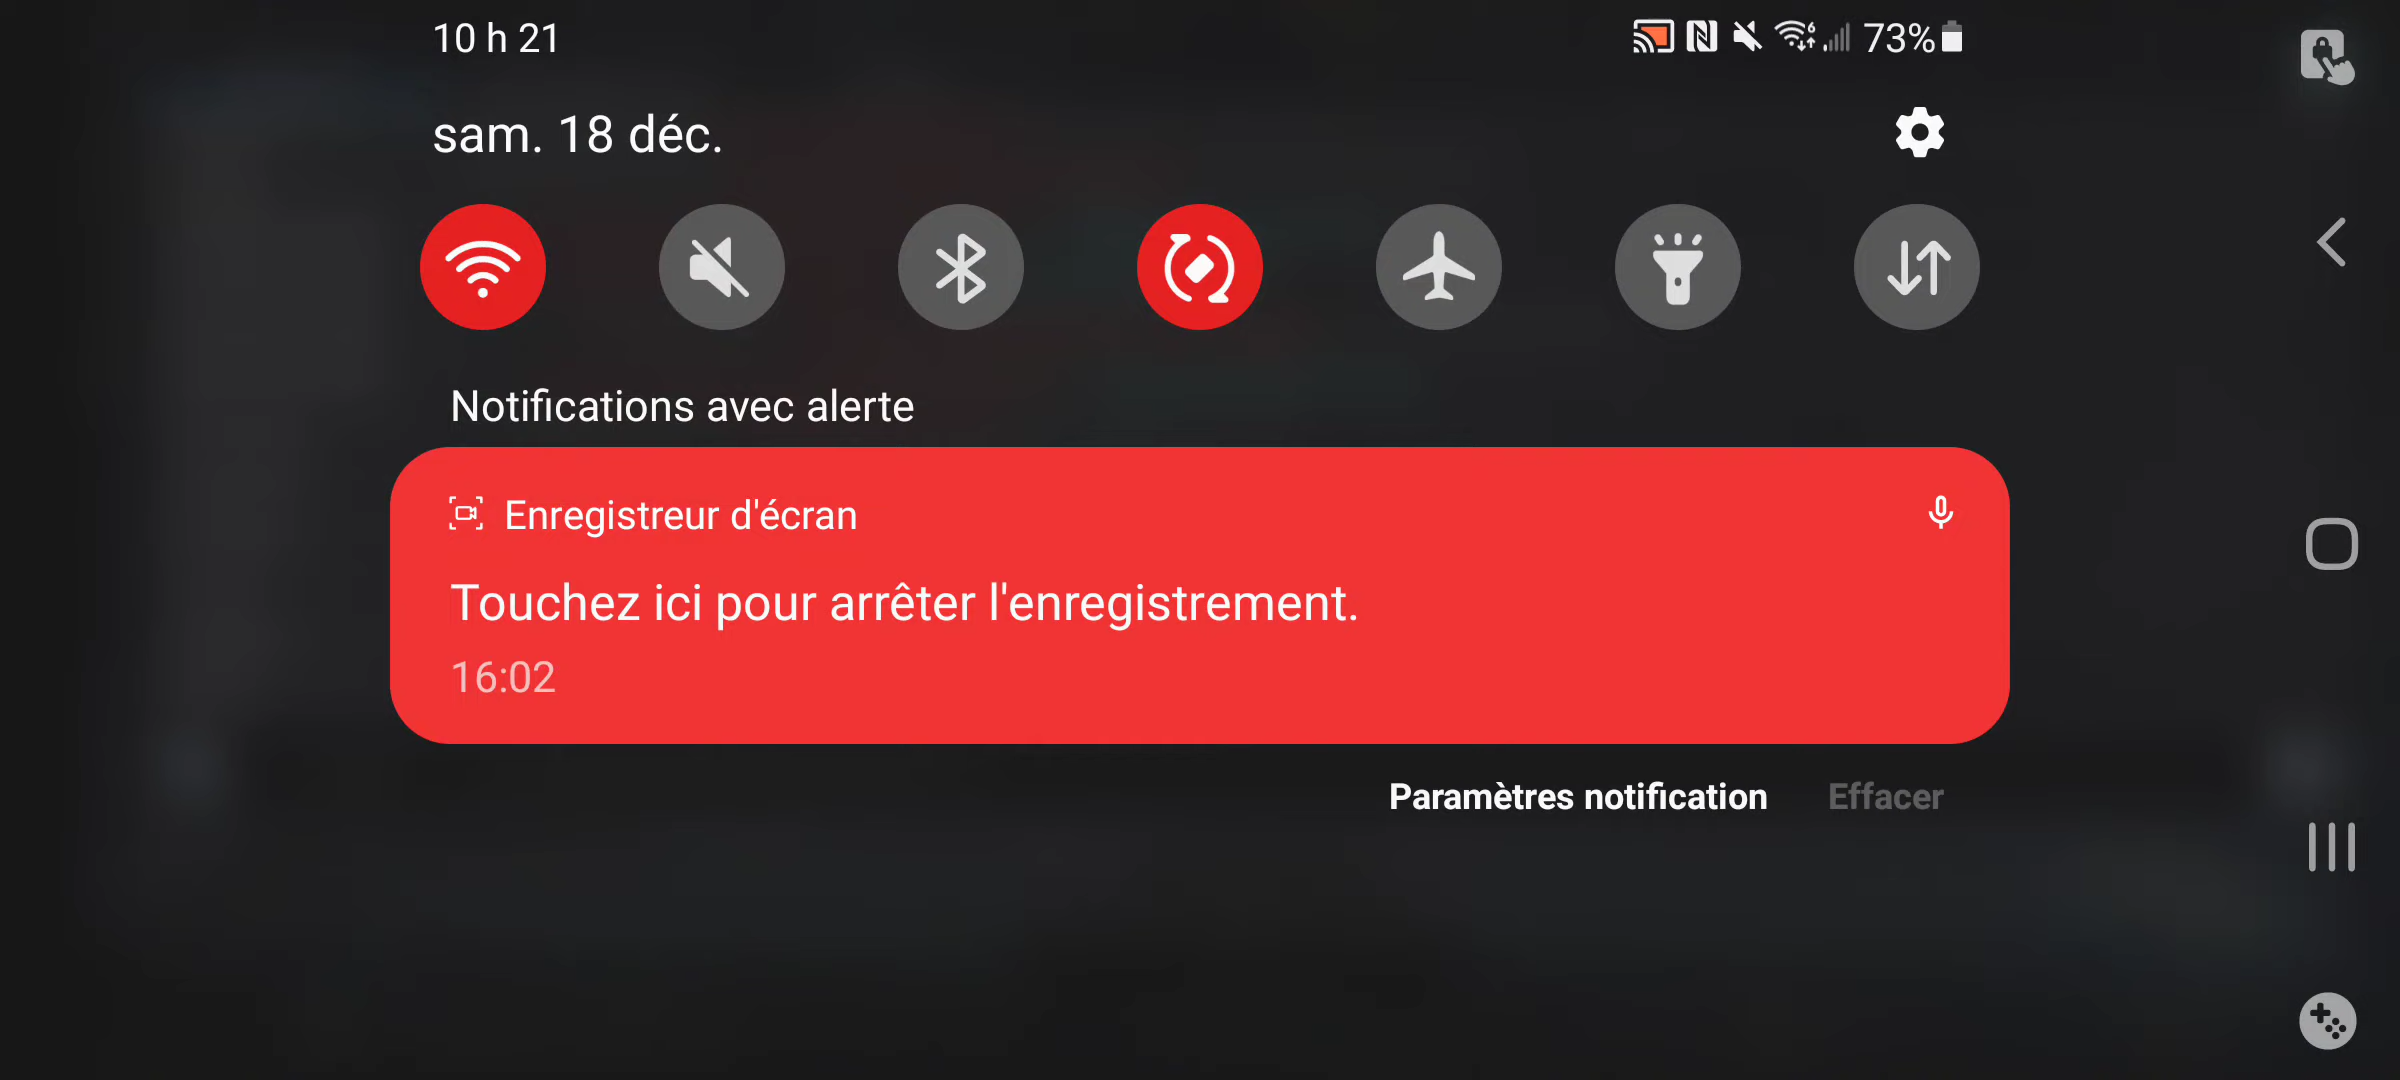 10 h 21
73%
sam. 18 déc.
Notifications avec alerte
Enregistreur d'écran
Touchez ici pour arrêter l'enregistrement.
16:02
Paramètres notification Effacer